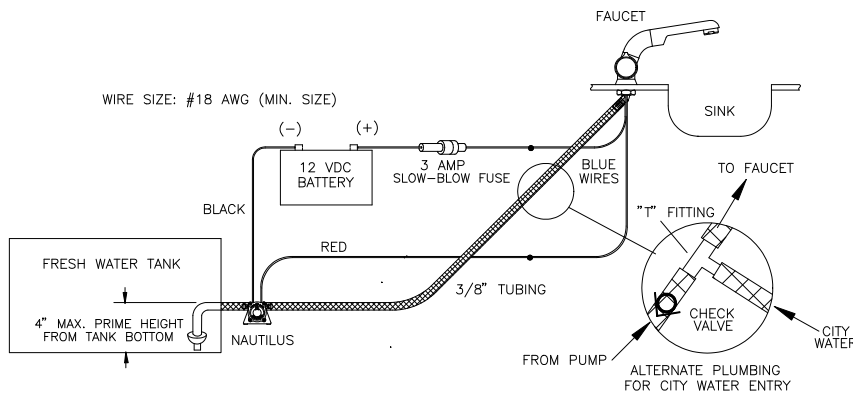 FAUCET
WIRE SIZE: #18 AWG (MIN. SIZE)
SINK
(-)
(+)
12 VDC
BATTERY
3 AMP
SLOW-BLOW FUSE
BLUE
WIRES
TO FAUCET
"T" FITTING
BLACK
RED
FRESH WATER TANK
3/8" TUBING
4" MAX. PRIME HEIGHT
FROM TANK BOTTOM
NAUTILUS
CHECK
VALVE
CITY
WATER
FROM PUMP
ALTERNATE PLUMBING
FOR CITY WATER ENTRY